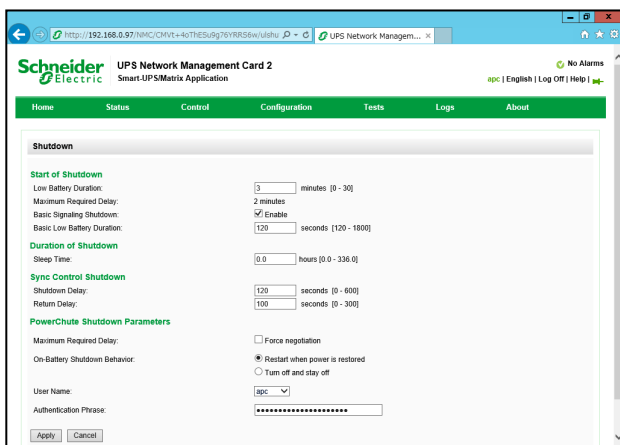 http://192.168.0.97/NMC/CMVt+4oThESu9g76YRRS6w/ulshu
UPS Network Managem...
Schneider Electric
UPS Network Management Card 2
Smart-UPS/Matrix Application
No Alarms
apc | English | Log Off | Help |
Home Status Control Configuration Tests Logs About
Shutdown
Start of Shutdown
Low Battery Duration: 3 minutes [0 - 30]
Maximum Required Delay: 2 minutes
Basic Signaling Shutdown: Enable
Basic Low Battery Duration: 120 seconds [120 - 1800]
Duration of Shutdown
Sleep Time: 0.0 hours [0.0 - 336.0]
Sync Control Shutdown
Shutdown Delay: 120 seconds [0 - 600]
Return Delay: 100 seconds [0 - 300]
PowerChute Shutdown Parameters
Maximum Required Delay: Force negotiation
On-Battery Shutdown Behavior: Restart when power is restored
Turn off and stay off
User Name: apc
Authentication Phrase:
Apply Cancel